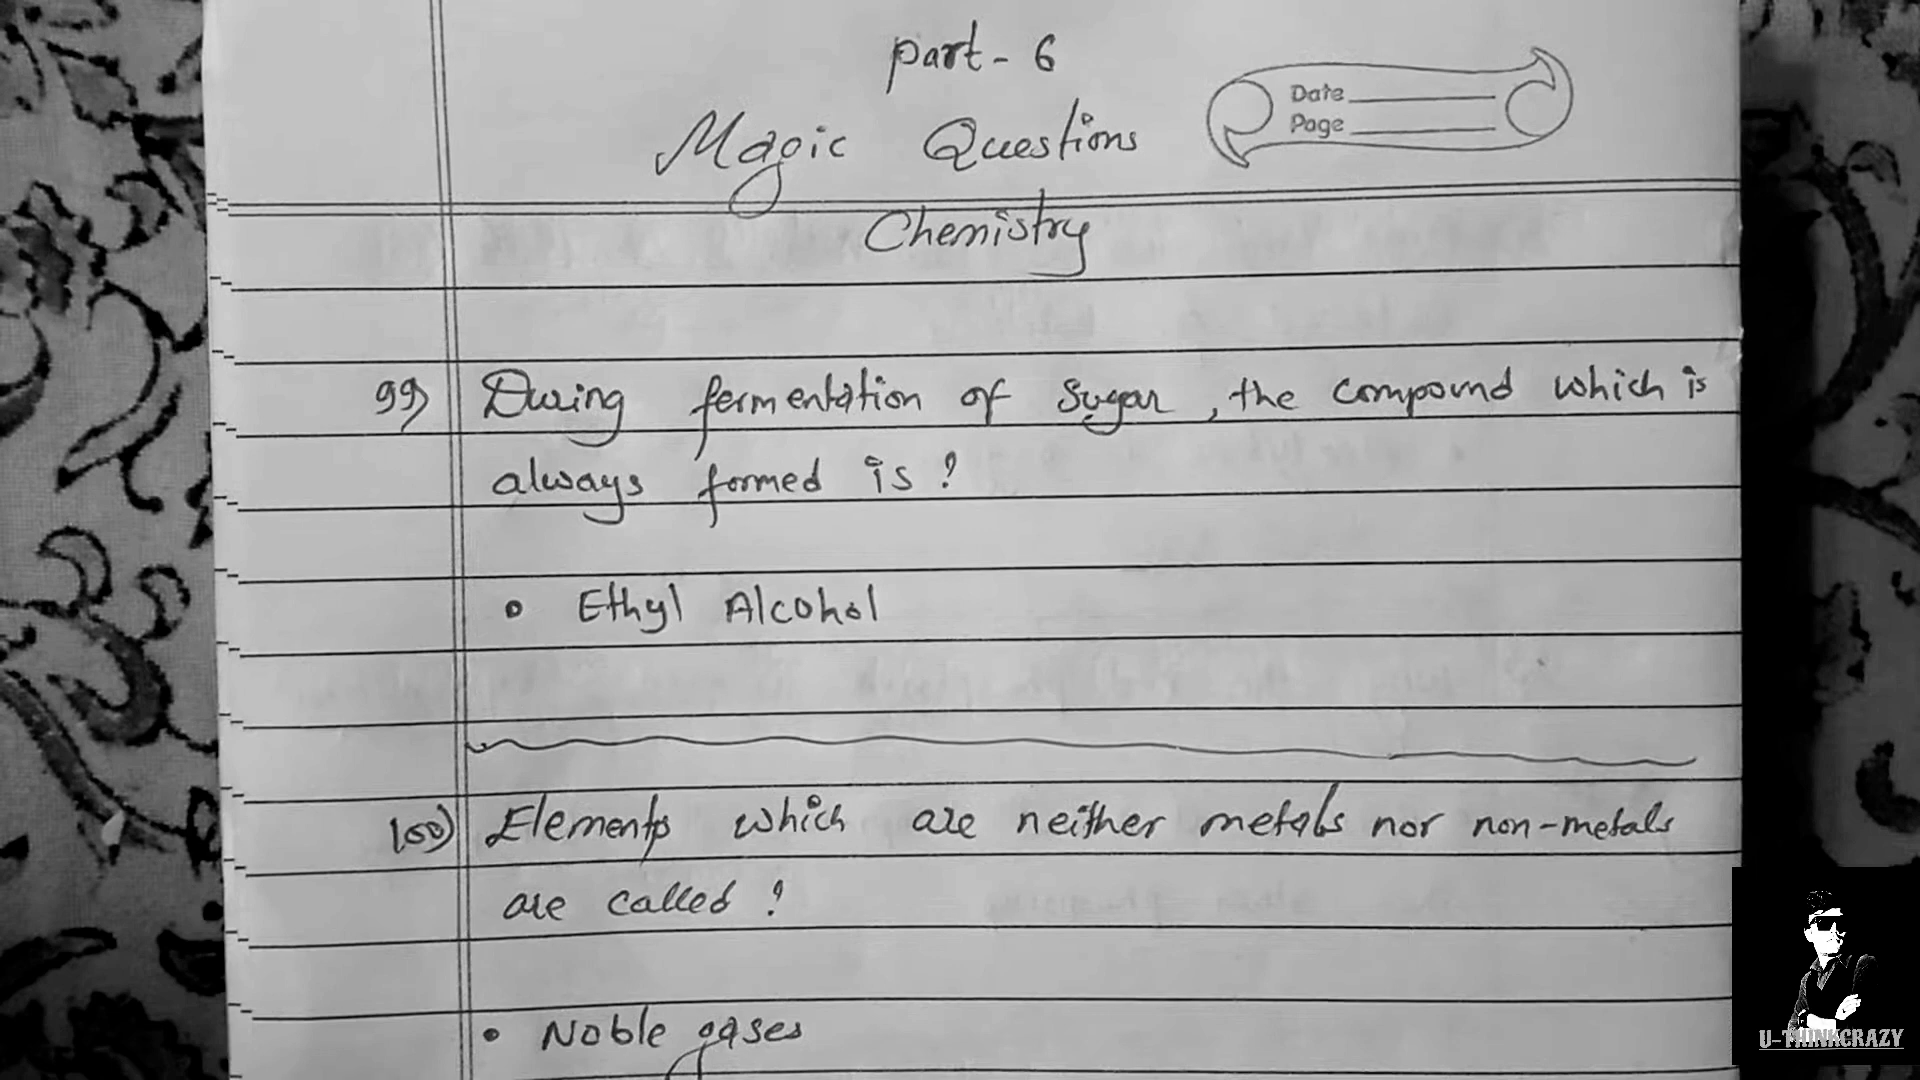 part - 6
Magic Questions
Date
Page
Chemistry
99) During fermentation of Sugar, the compound which is
always formed is?
• Ethyl Alcohol
100) Elements which are neither metals nor non-metals
are called?
• Noble gases
U-THINKCRAZY